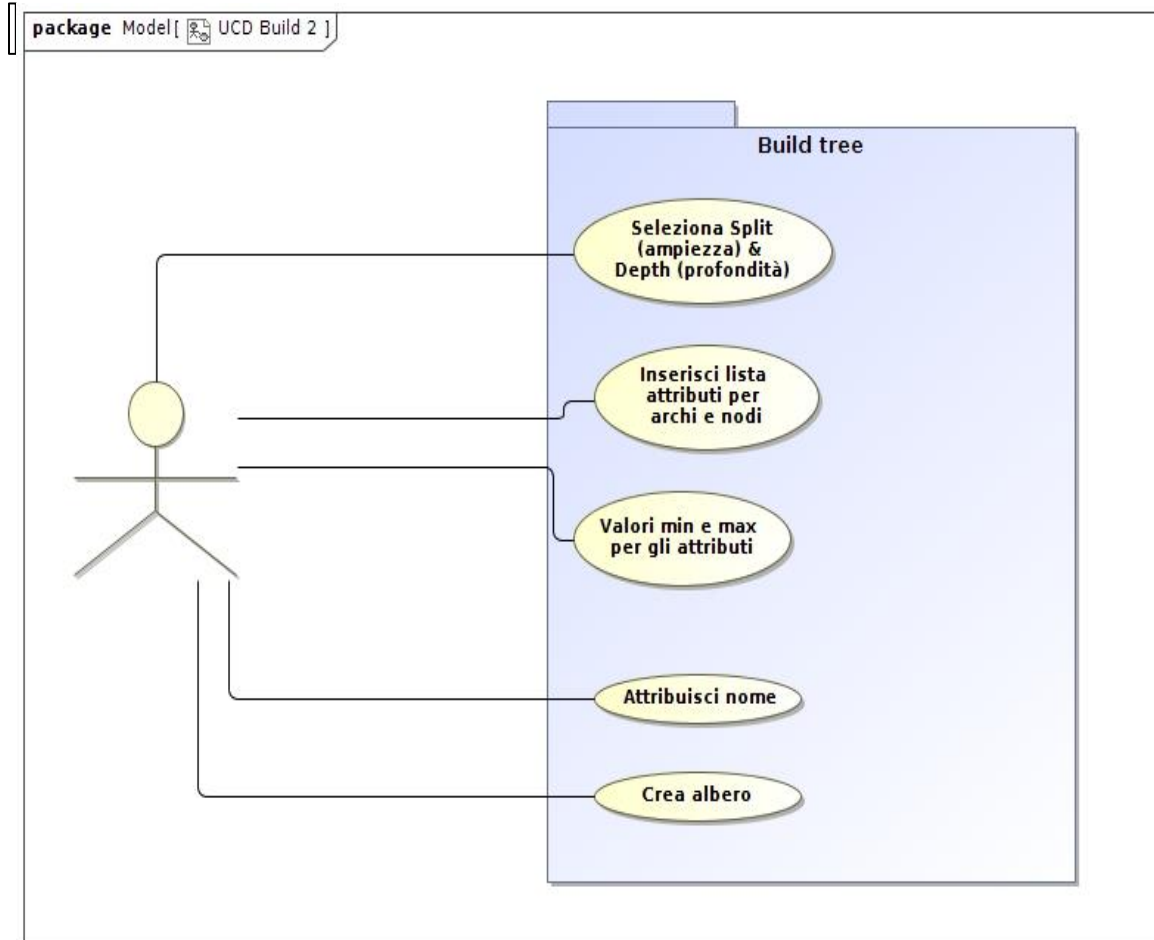 package Model [ UCD Build 2 ]
Build tree
Seleziona Split
(ampiezza) &
Depth (profondità)
Inserisci lista
attributi per
archi e nodi
Valori min e max
per gli attributi
Attribuisci nome
Crea albero